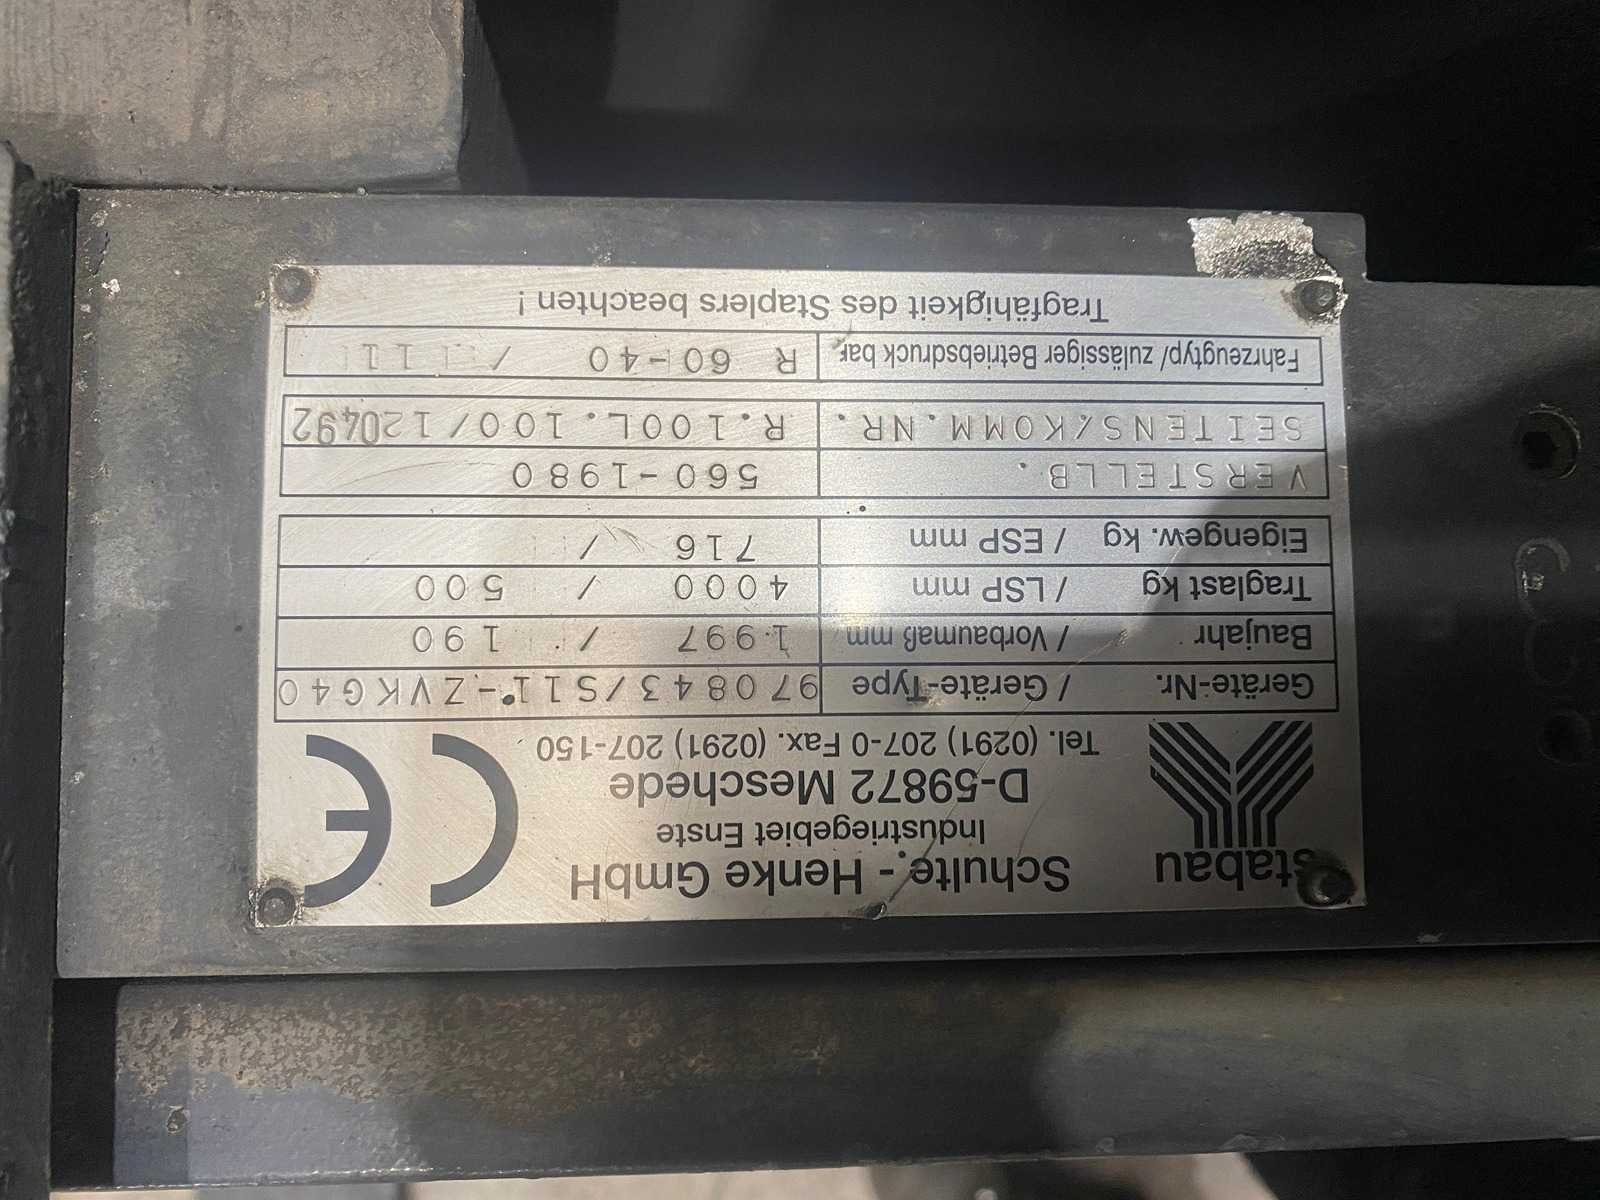 stabau
Schulte - Henke GmbH
Industriegebiet Enste
D-59872 Meschede
Tel. (0291) 207-0 Fax. (0291) 207-150
CE
Geräte-Nr. / Geräte-Type 970843/S11-ZVKG40
Baujahr / Vorbaumaß mm 1997 / 190
Traglast kg / LSP mm 4000 / 500
Eigengew. kg / ESP mm 716 /
VERSTELLB. 560-1980
SEITENS/KOMM.NR. R.100L.100/120492
Fahrzeugtyp/ zulässiger Betriebsdruck bar R 60-40 /
Tragfähigkeit des Staplers beachten !